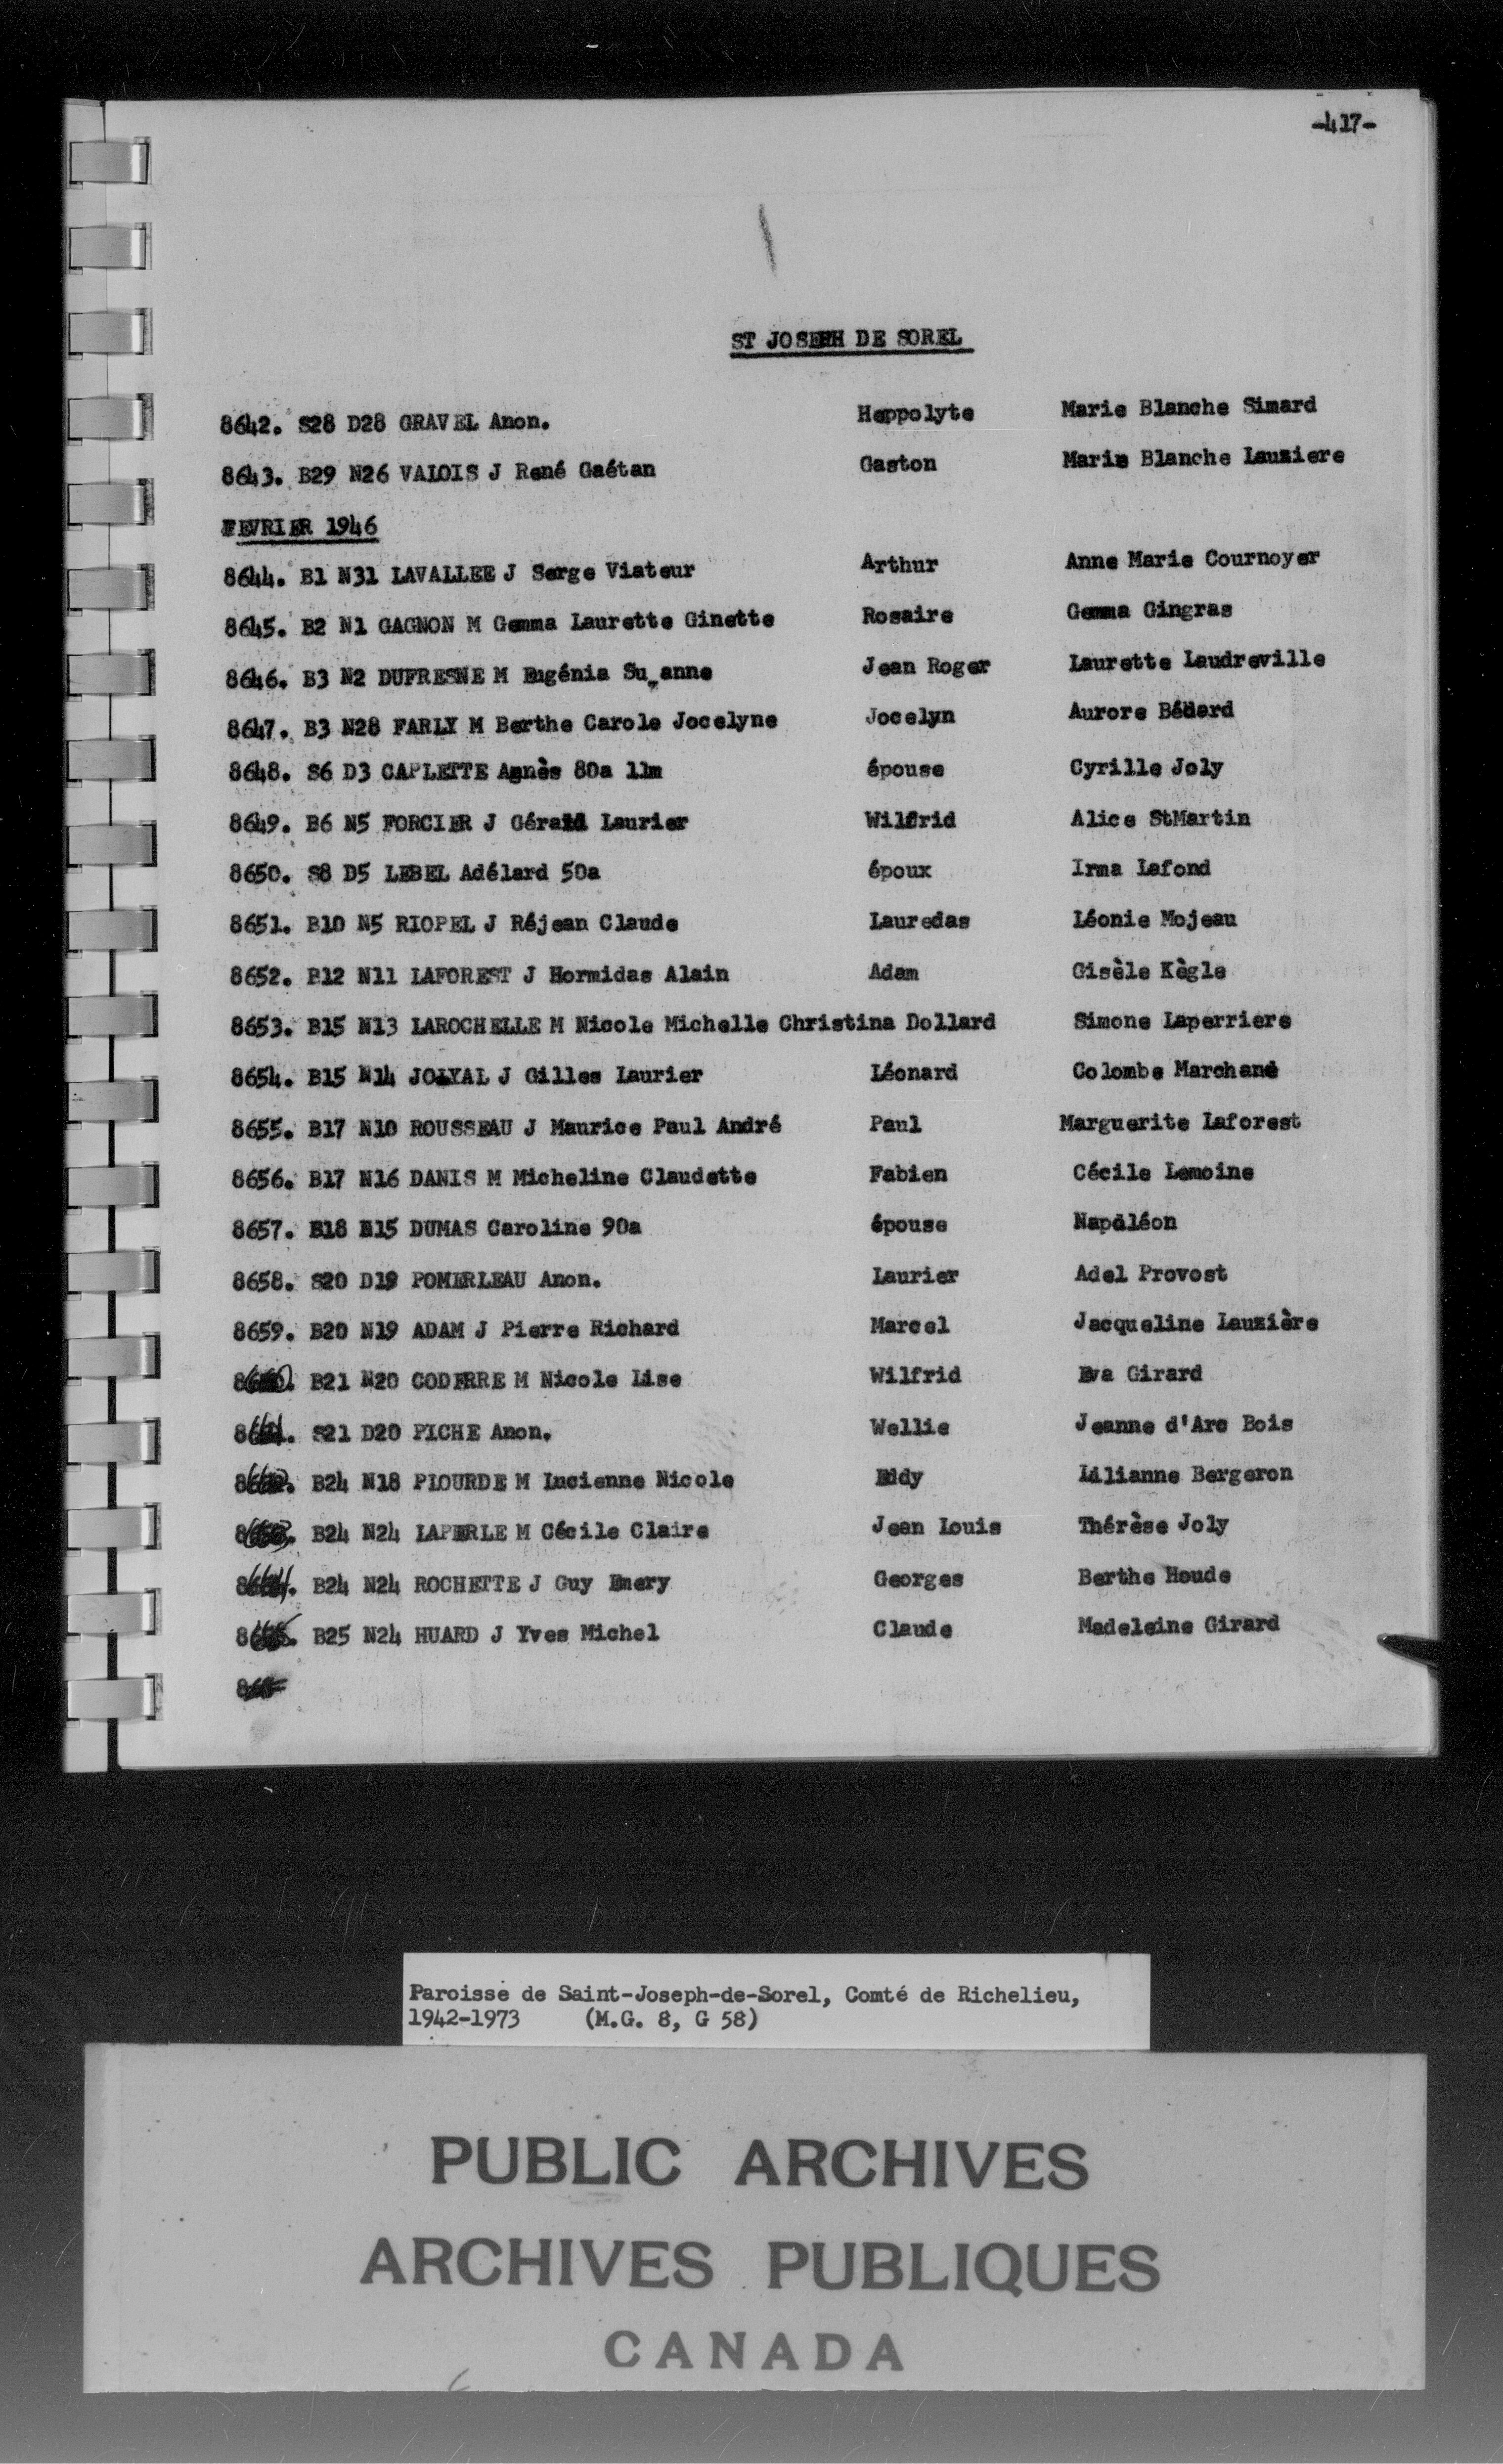 -417-
ST JOSEPH DE SOREL
8642. S28 D28 GRAVEL Anon. Heppolyte Marie Blanche Simard
8643. B29 N26 VALOIS J René Gaétan Gaston Marie Blanche Lauziere
FEVRIER 1946
8644. B1 N31 LAVALLEE J Serge Viateur Arthur Anne Marie Cournoyer
8645. B2 N1 GAGNON M Gemma Laurette Ginette Rosaire Gemma Gingras
8646. B3 N2 DUFRESNE M Eugénia Su anne Jean Roger Laurette Laudreville
8647. B3 N28 FARLY M Berthe Carole Jocelyne Jocelyn Aurore Bédard
8648. S6 D3 CAPLETTE Agnès 80a 11m épouse Cyrille Joly
8649. B6 N5 FORCIER J Gérald Laurier Wilfrid Alice StMartin
8650. S8 D5 LEBEL Adélard 50a époux Irma Lafond
8651. B10 N5 RIOPEL J Réjean Claude Lauredas Léonie Mojeau
8652. B12 N11 LAFOREST J Hormidas Alain Adam Gisèle Kègle
8653. B15 N13 LAROCHELLE M Nicole Michelle Christina Dollard Simone Laperriere
8654. B15 N14 JOLYAL J Gilles Laurier Léonard Colombe Marchand
8655. B17 N10 ROUSSEAU J Maurice Paul André Paul Marguerite Laforest
8656. B17 N16 DANIS M Micheline Claudette Fabien Cécile Lemoine
8657. B18 N15 DUMAS Caroline 90a épouse Napoléon
8658. S20 D19 POMERLEAU Anon. Laurier Adel Provost
8659. B20 N19 ADAM J Pierre Richard Marcel Jacqueline Lauzière
8660. B21 N20 CODERRE M Nicole Lise Wilfrid Eva Girard
8661. S21 D20 PICHE Anon. Wellie Jeanne d'Arc Bois
8662. B24 N18 PLOURDE M Lucienne Nicole Eddy Lilianne Bergeron
8663. B24 N24 LAPERLE M Cécile Claire Jean Louis Thérèse Joly
8664. B24 N24 ROCHETTE J Guy Emery Georges Berthe Houde
8665. B25 N24 HUARD J Yves Michel Claude Madeleine Girard
Paroisse de Saint-Joseph-de-Sorel, Comté de Richelieu,
1942-1973 (M.G. 8, G 58)
PUBLIC ARCHIVES
ARCHIVES PUBLIQUES
CANADA